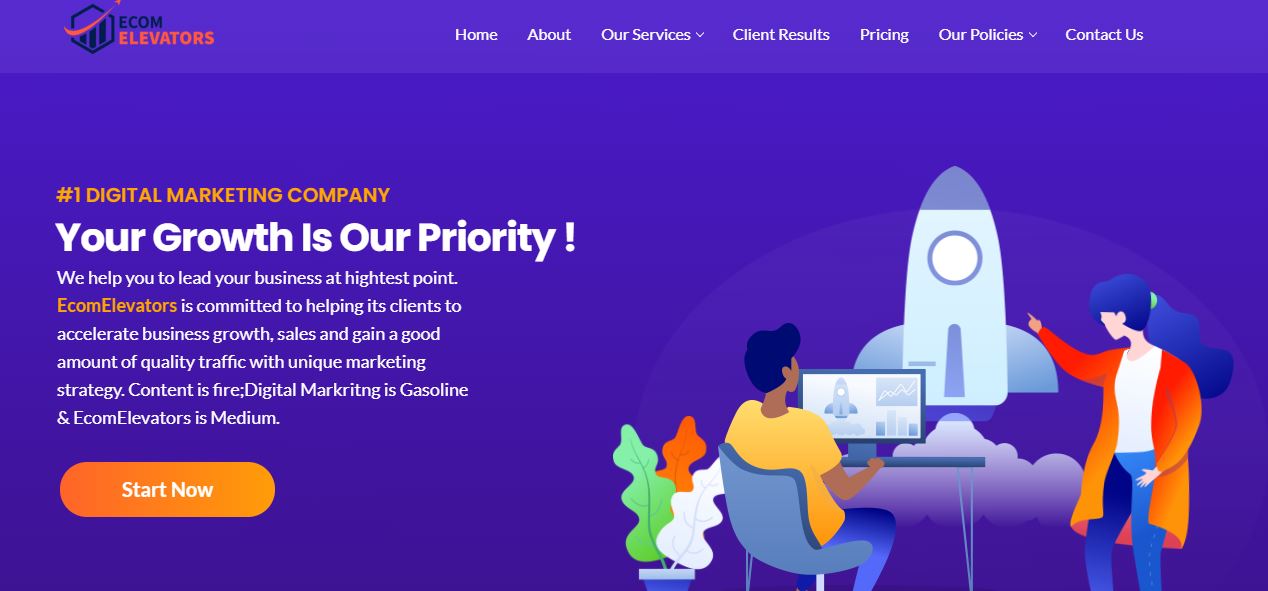 ECOM
ELEVATORS
Home About Our Services Client Results Pricing Our Policies Contact Us
#1 DIGITAL MARKETING COMPANY
Your Growth Is Our Priority !
We help you to lead your business at hightest point.
EcomElevators is committed to helping its clients to
accelerate business growth, sales and gain a good
amount of quality traffic with unique marketing
strategy. Content is fire;Digital Markritng is Gasoline
& EcomElevators is Medium.
Start Now